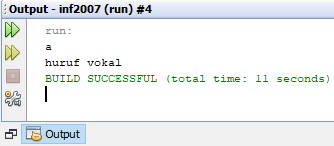 Output - inf2007 (run) #4
run:
a
huruf vokal
BUILD SUCCESSFUL (total time: 11 seconds)
Output